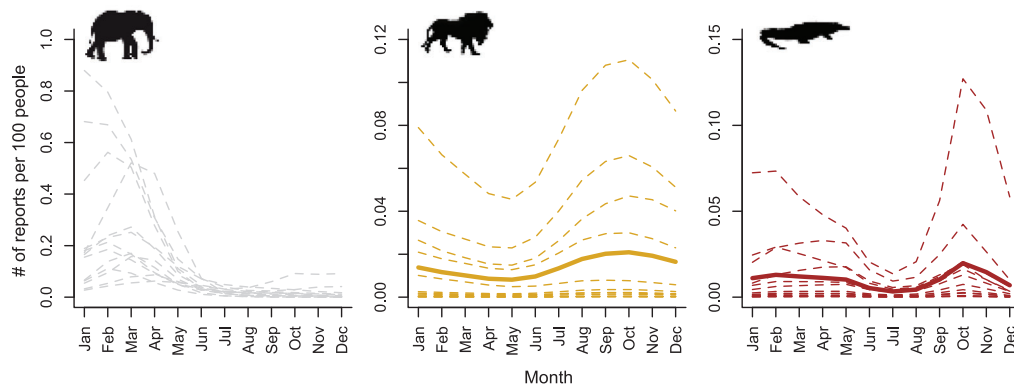 # of reports per 100 people
0.0
0.2
0.4
0.6
0.8
1.0
Jan Feb Mar Apr May Jun Jul Aug Sep Oct Nov Dec
0.00
0.04
0.08
0.12
Jan Feb Mar Apr May Jun Jul Aug Sep Oct Nov Dec
0.00
0.05
0.10
0.15
Jan Feb Mar Apr May Jun Jul Aug Sep Oct Nov Dec
Month